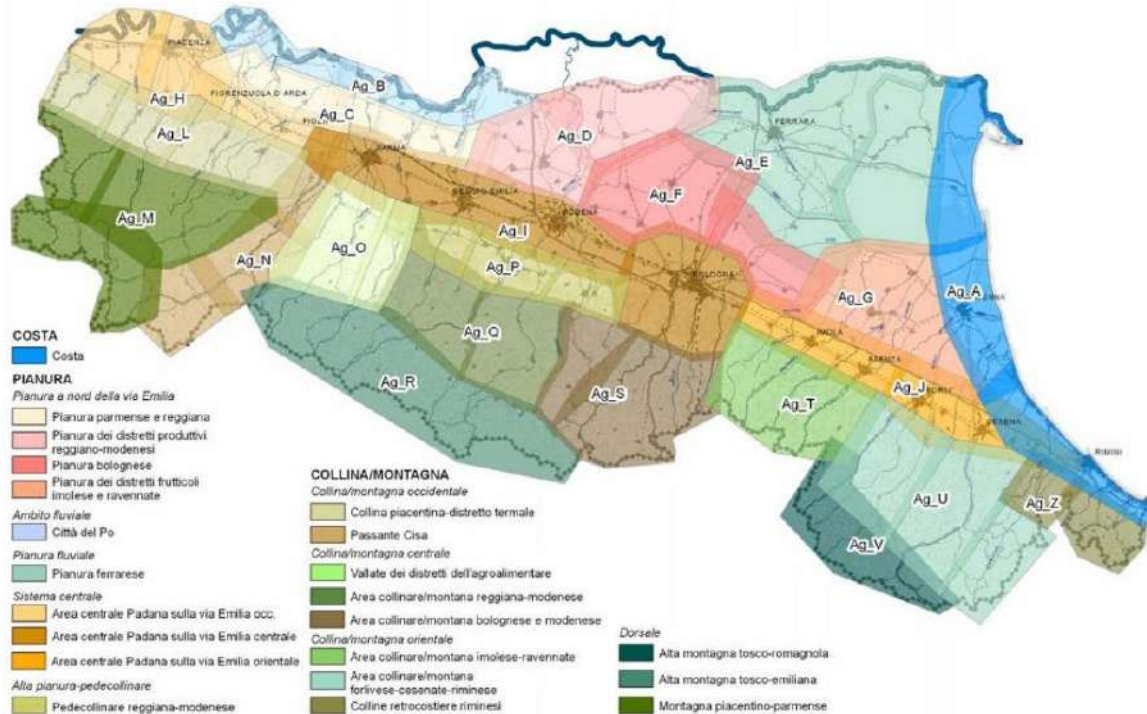 PIACENZA
Ag_B
Ag_H
FIORENZUOLA D'ARDA
Ag_C
Ag_D
FERRARA
Ag_L
PARMA
Ag_E
Ag_F
REGGIO EMILIA
MODENA
Ag_M
Ag_I
Ag_N
Ag_O
Ag_P
BOLOGNA
Ag_G
Ag_A
IMOLA
Ag_Q
FAENZA
Ag_R
Ag_S
Ag_J
Ag_T
CESENA
RIMINI
Ag_U
Ag_Z
Ag_V
COSTA
Costa
PIANURA
Pianura a nord della via Emilia
Pianura parmense e reggiana
Pianura dei distretti produttivi
reggiano-modenesi
Pianura bolognese
Pianura dei distretti frutticoli
imolese e ravennate
Ambito fluviale
Città del Po
Pianura fluviale
Pianura ferrarese
Sistema centrale
Area centrale Padana sulla via Emilia occ.
Area centrale Padana sulla via Emilia centrale
Area centrale Padana sulla via Emilia orientale
Alta pianura-pedecollinare
Pedecollinare reggiana-modenese
COLLINA/MONTAGNA
Collina/montagna occidentale
Collina piacentina-distretto termale
Passante Cisa
Collina/montagna centrale
Vallate dei distretti dell'agroalimentare
Area collinare/montana reggiana-modenese
Area collinare/montana bolognese e modenese
Collina/montagna orientale
Area collinare/montana imolese-ravennate
Area collinare/montana
forlivese-cesenate-riminese
Colline retrocostiere riminesi
Dorsele
Alta montagna tosco-romagnola
Alta montagna tosco-emiliana
Montagna piacentino-parmense